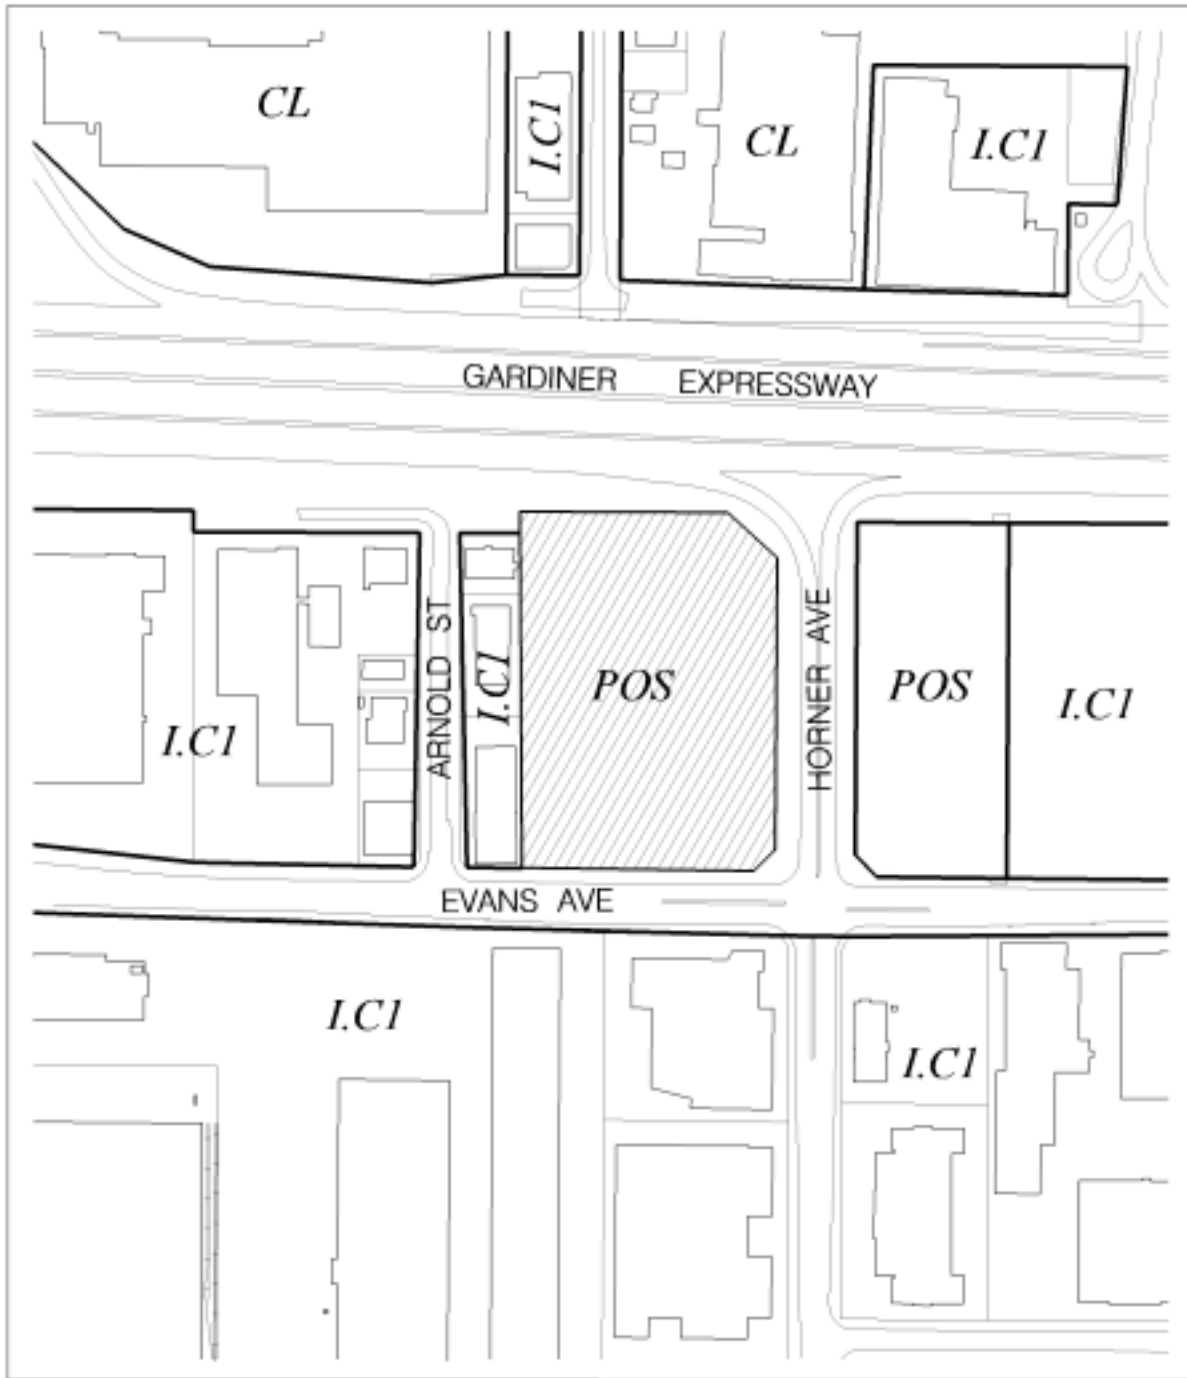 CL
I.C1
CL
I.C1
GARDINER EXPRESSWAY
I.C1
ARNOLD ST
I.C1
POS
HORNER AVE
POS
I.C1
EVANS AVE
I.C1
I.C1